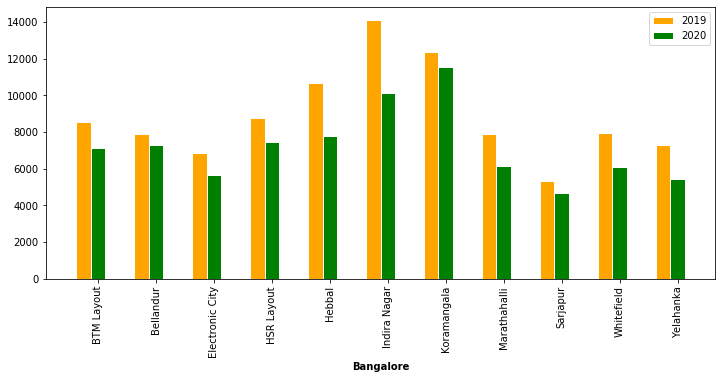 2019
2020
14000
12000
10000
8000
6000
4000
2000
0
BTM Layout
Bellandur
Electronic City
HSR Layout
Hebbal
Indira Nagar
Koramangala
Marathahalli
Sarjapur
Whitefield
Yelahanka
Bangalore